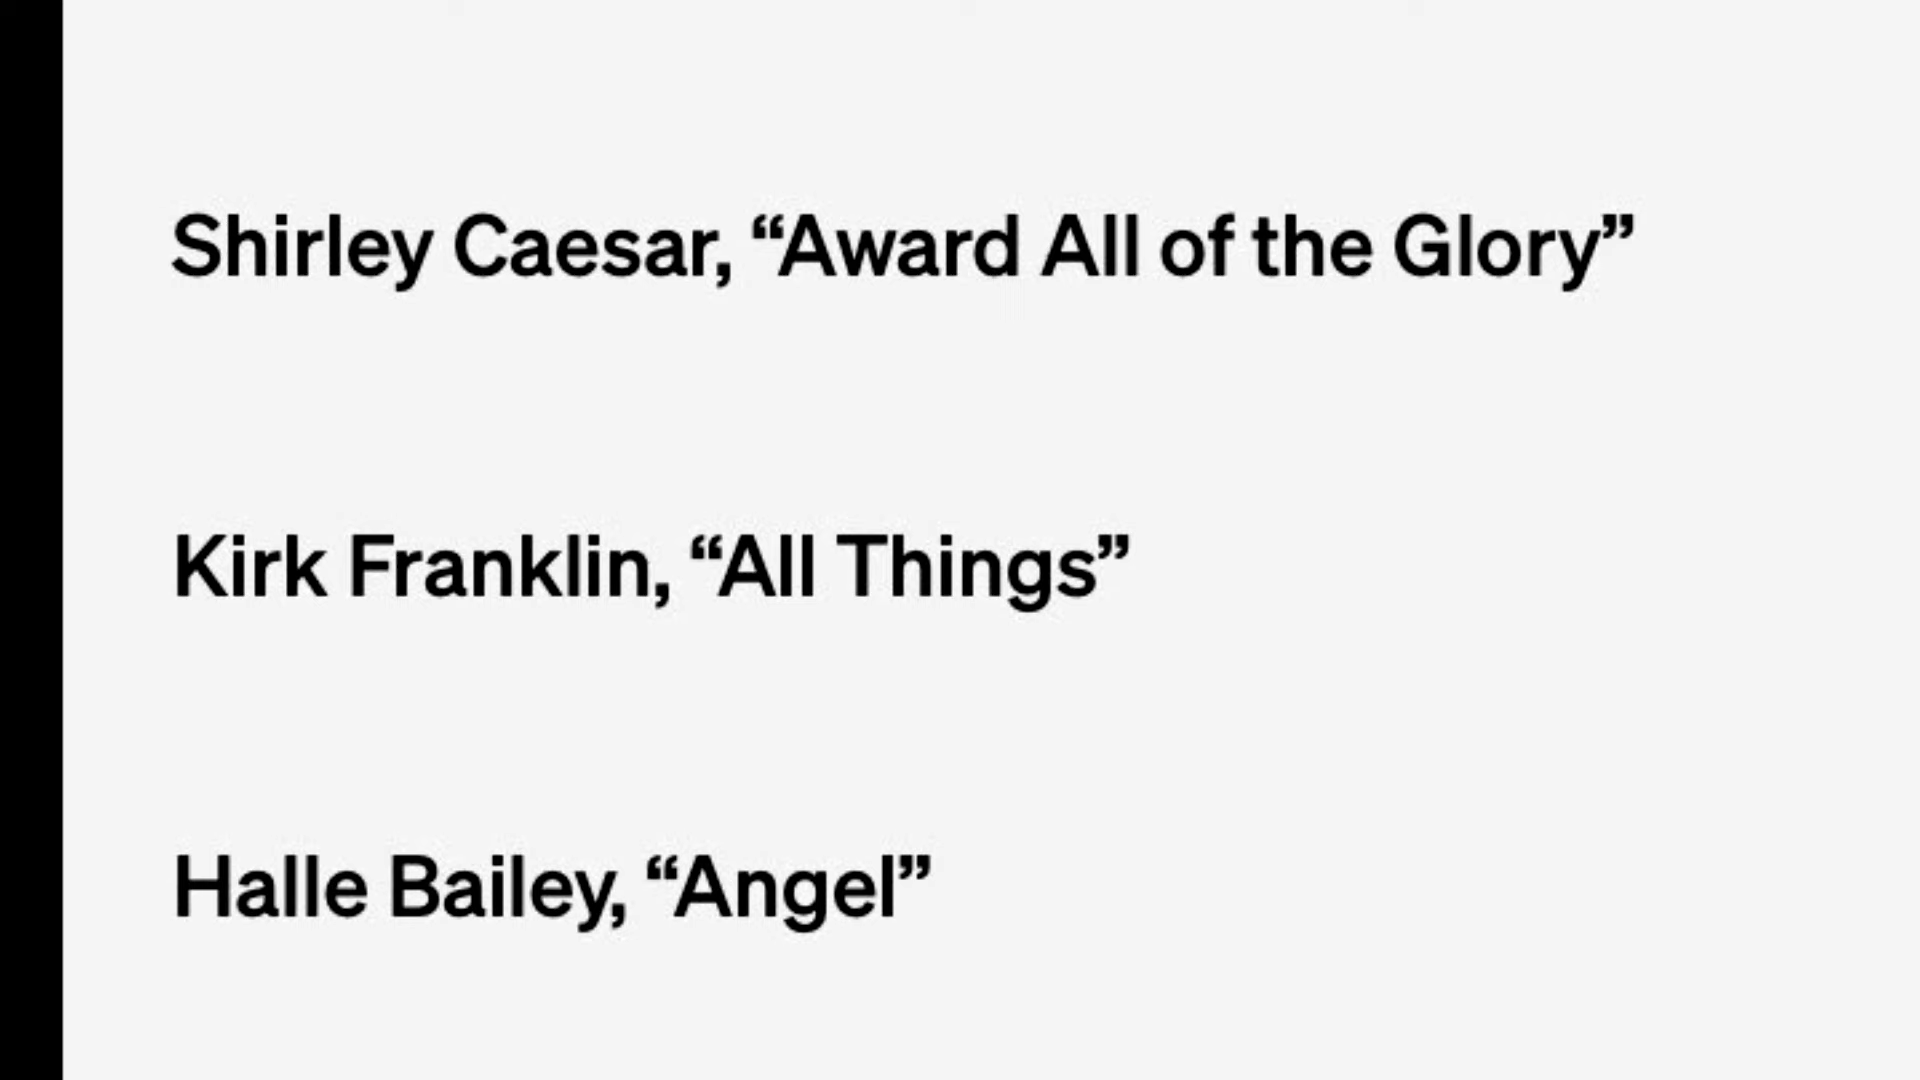 Shirley Caesar, “Award All of the Glory”
Kirk Franklin, “All Things”
Halle Bailey, “Angel”